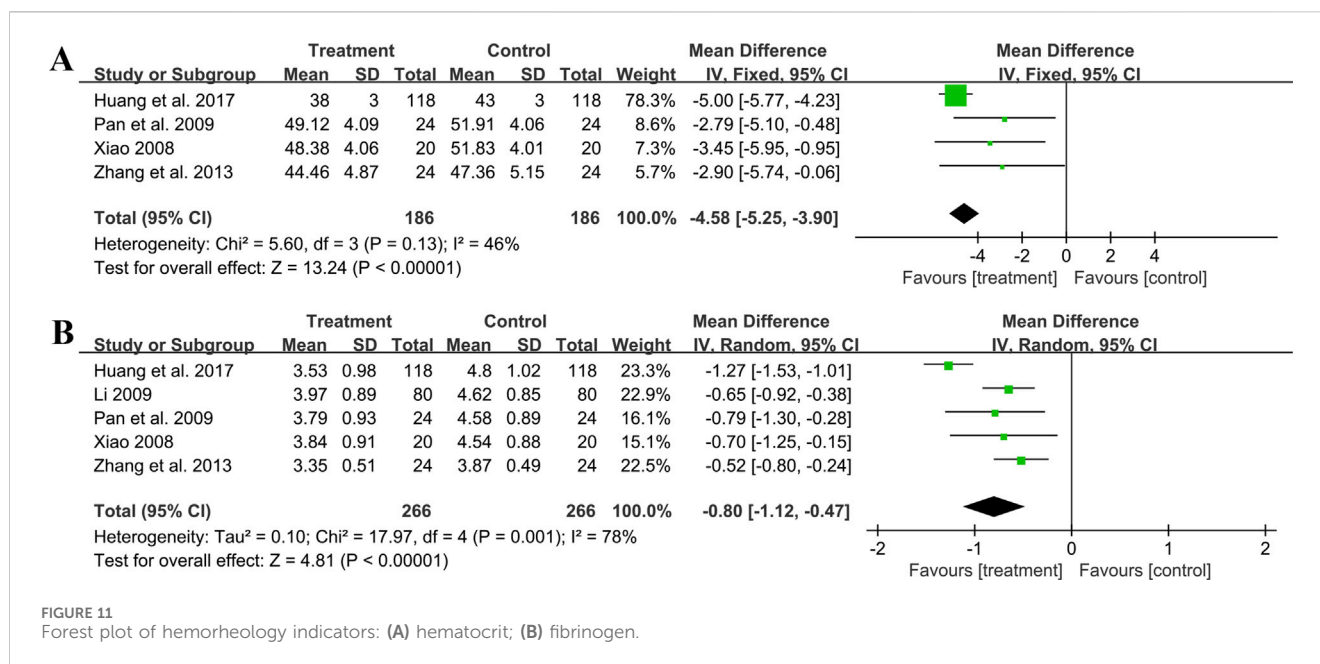 A
Treatment Control Mean Difference Mean Difference
Study or Subgroup Mean SD Total Mean SD Total Weight IV, Fixed, 95% CI IV, Fixed, 95% CI
Huang et al. 2017 38 3 118 43 3 118 78.3% -5.00 [-5.77, -4.23]
Pan et al. 2009 49.12 4.09 24 51.91 4.06 24 8.6% -2.79 [-5.10, -0.48]
Xiao 2008 48.38 4.06 20 51.83 4.01 20 7.3% -3.45 [-5.95, -0.95]
Zhang et al. 2013 44.46 4.87 24 47.36 5.15 24 5.7% -2.90 [-5.74, -0.06]
Total (95% CI) 186 186 100.0% -4.58 [-5.25, -3.90]
Heterogeneity: Chi² = 5.60, df = 3 (P = 0.13); I² = 46%
Test for overall effect: Z = 13.24 (P < 0.00001)
-4 -2 0 2 4
Favours [treatment] Favours [control]
B
Treatment Control Mean Difference Mean Difference
Study or Subgroup Mean SD Total Mean SD Total Weight IV, Random, 95% CI IV, Random, 95% CI
Huang et al. 2017 3.53 0.98 118 4.8 1.02 118 23.3% -1.27 [-1.53, -1.01]
Li 2009 3.97 0.89 80 4.62 0.85 80 22.9% -0.65 [-0.92, -0.38]
Pan et al. 2009 3.79 0.93 24 4.58 0.89 24 16.1% -0.79 [-1.30, -0.28]
Xiao 2008 3.84 0.91 20 4.54 0.88 20 15.1% -0.70 [-1.25, -0.15]
Zhang et al. 2013 3.35 0.51 24 3.87 0.49 24 22.5% -0.52 [-0.80, -0.24]
Total (95% CI) 266 266 100.0% -0.80 [-1.12, -0.47]
Heterogeneity: Tau² = 0.10; Chi² = 17.97, df = 4 (P = 0.001); I² = 78%
Test for overall effect: Z = 4.81 (P < 0.00001)
-2 -1 0 1 2
Favours [treatment] Favours [control]
FIGURE 11
Forest plot of hemorheology indicators: (A) hematocrit; (B) fibrinogen.